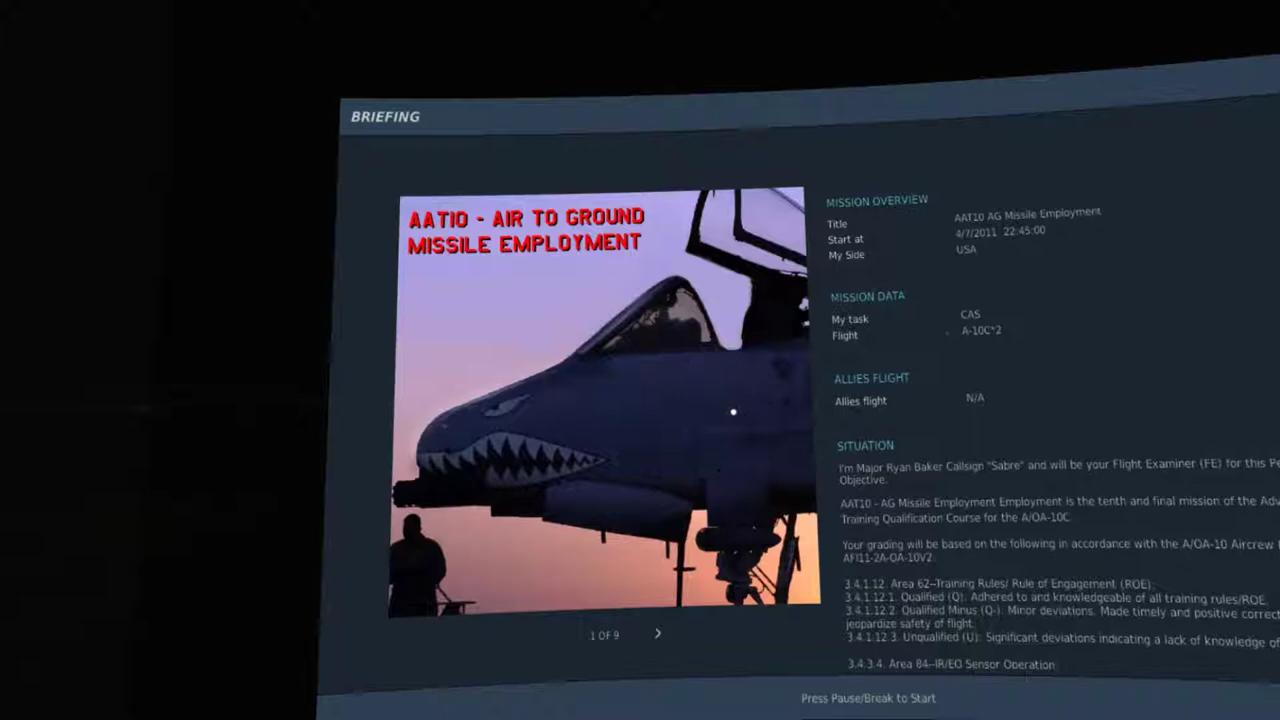 BRIEFING
AAT10 - AIR TO GROUND
MISSILE EMPLOYMENT
1 OF 9
MISSION OVERVIEW
Title AAT10 AG Missile Employment
Start at 4/7/2011 22:45:00
My Side USA
MISSION DATA
My task CAS
Flight A-10C*2
ALLIES FLIGHT
Allies flight N/A
SITUATION
I'm Major Ryan Baker Callsign "Sabre" and will be your Flight Examiner (FE) for this Pe
Objective.
AAT10 - AG Missile Employment Employment is the tenth and final mission of the Adv
Training Qualification Course for the A/OA-10C
Your grading will be based on the following in accordance with the A/OA-10 Aircrew
AFI11-2A-OA-10V2.
3.4.1.12. Area 62--Training Rules/ Rule of Engagement (ROE):
3.4.1.12.1. Qualified (Q): Adhered to and knowledgeable of all training rules/ROE.
3.4.1.12.2. Qualified Minus (Q-): Minor deviations. Made timely and positive correc
jeopardize safety of flight.
3.4.1.12.3. Unqualified (U): Significant deviations indicating a lack of knowledge of
3.4.3.4. Area 84--IR/EO Sensor Operation
Press Pause/Break to Start